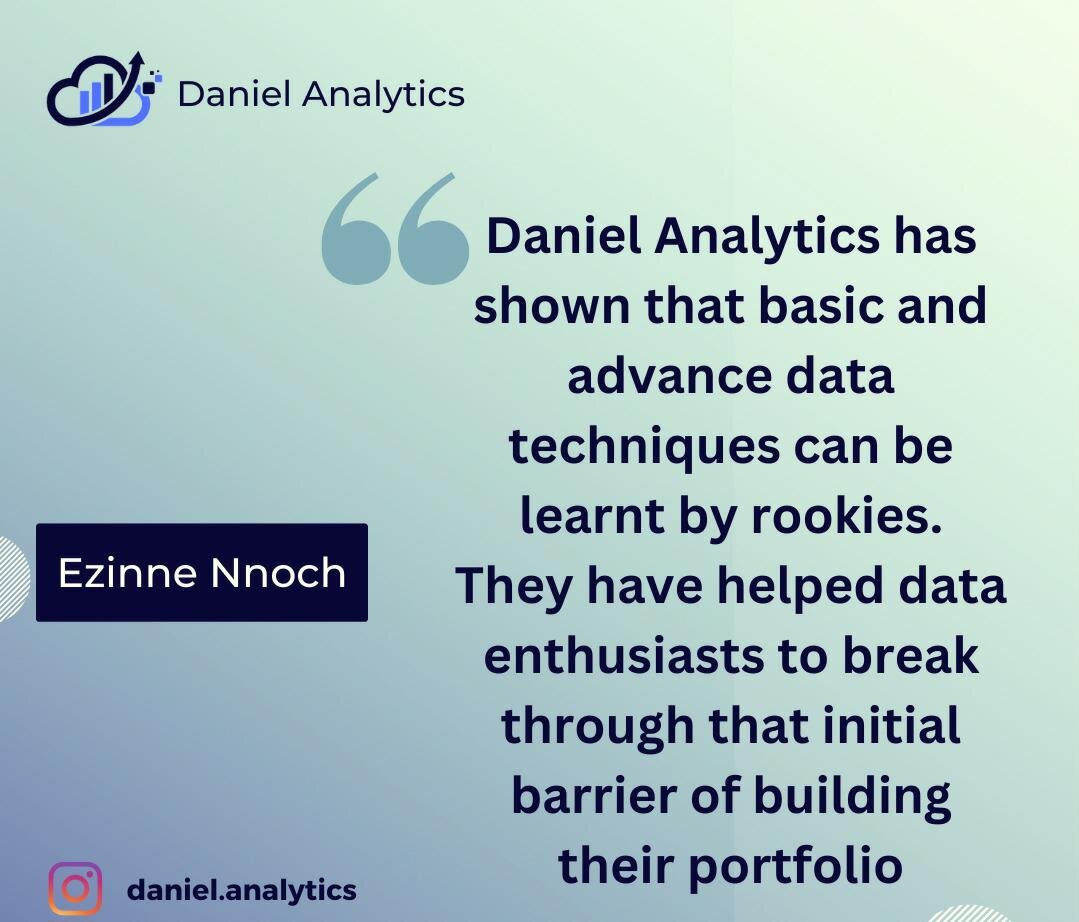 Daniel Analytics
Daniel Analytics has
shown that basic and
advance data
techniques can be
learnt by rookies.
They have helped data
enthusiasts to break
through that initial
barrier of building
their portfolio
Ezinne Nnoch
daniel.analytics